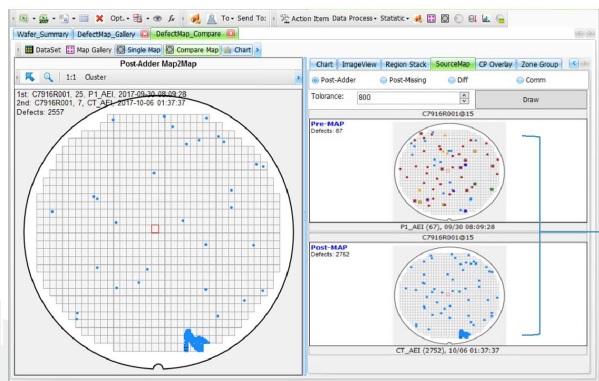 Opt. To Send To: Action Item Data Process Statistic
Wafer_Summary DefectMap_Gallery DefectMap_Compare
DataSet Map Gallery Single Map Compare Map Chart
Post-Adder Map2Map
1:1 Cluster
1st: C7916R001, 25, P1_AEI, 2017-09-30 08:09:28
2nd: C7916R001, 7, CT_AEI, 2017-10-06 01:37:37
Defects: 2557
Chart ImageView Region Stack SourceMap CP Overlay Zone Group
Post-Adder Post-Missing Diff Comm
Tolorance: 800 Draw
C7916R001@15
Pre-MAP
Defects: 67
P1_AEI (67), 09/30 08:09:28
C7916R001@15
Post-MAP
Defects: 2752
CT_AEI (2752), 10/06 01:37:37